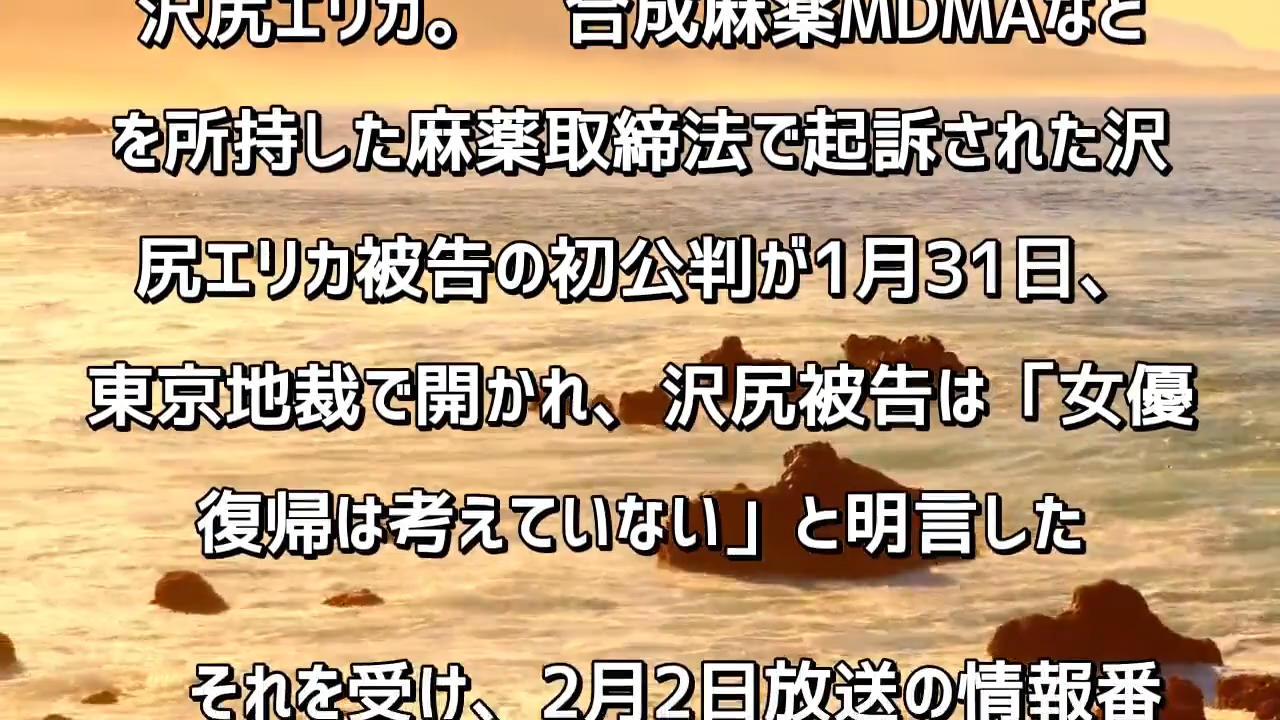 沢尻エリカ。　合成麻薬MDMAなど
を所持した麻薬取締法で起訴された沢
尻エリカ被告の初公判が1月31日、
東京地裁で開かれ、沢尻被告は「女優
復帰は考えていない」と明言した
それを受け、2月2日放送の情報番